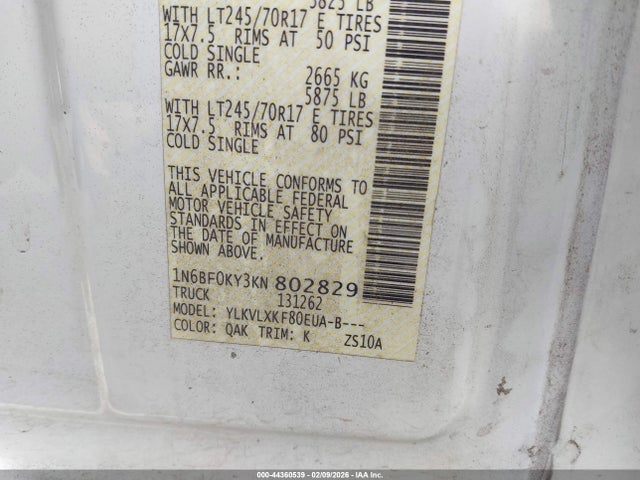 5825 LB
WITH LT245/70R17 E TIRES
17X7.5 RIMS AT 50 PSI
COLD SINGLE
GAWR RR.: 2665 KG
5875 LB
WITH LT245/70R17 E TIRES
17X7.5 RIMS AT 80 PSI
COLD SINGLE
THIS VEHICLE CONFORMS TO
ALL APPLICABLE FEDERAL
MOTOR VEHICLE SAFETY
STANDARDS IN EFFECT ON
THE DATE OF MANUFACTURE
SHOWN ABOVE.
1N6BF0KY3KN802829
TRUCK 131262
MODEL: YLKVLXKF80EUA-B---
COLOR: QAK TRIM: K ZS10A
000-44360539 - 02/09/2026 - IAA Inc.